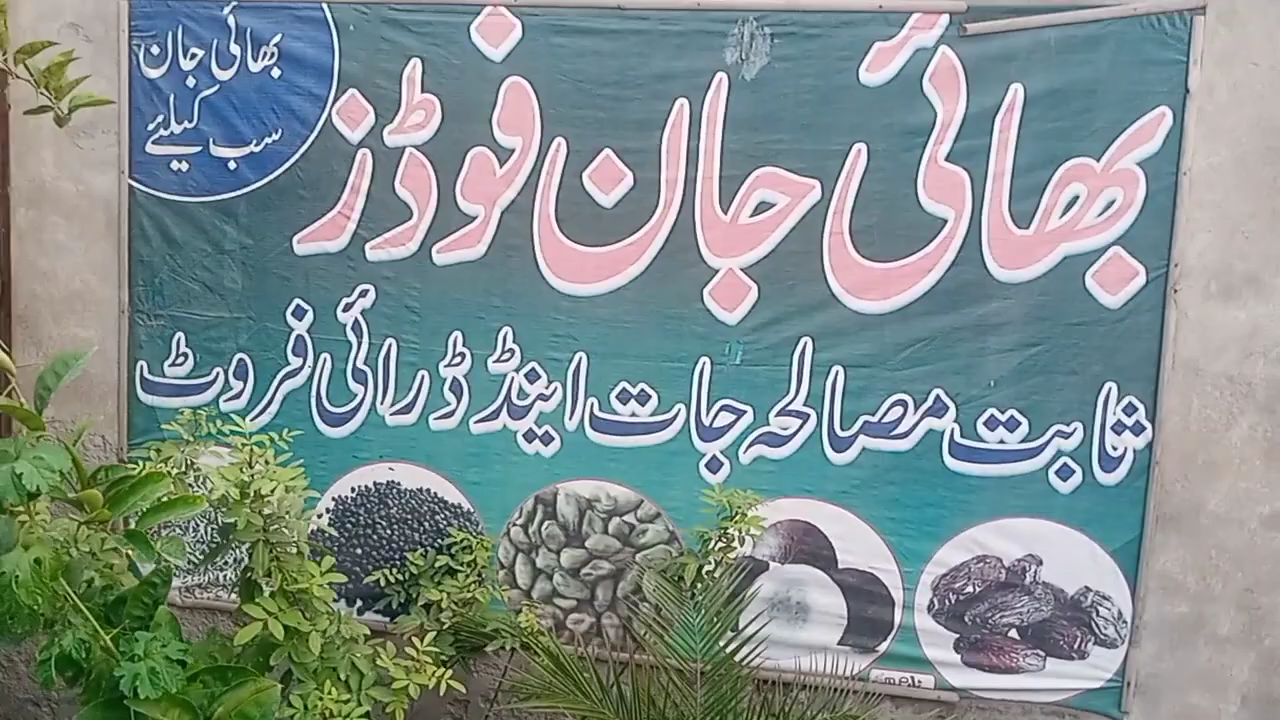 بھائی جان فوڈز
بھائی جان
سب کیلئے
ثابت مصالحہ جات اینڈ ڈرائی فروٹ